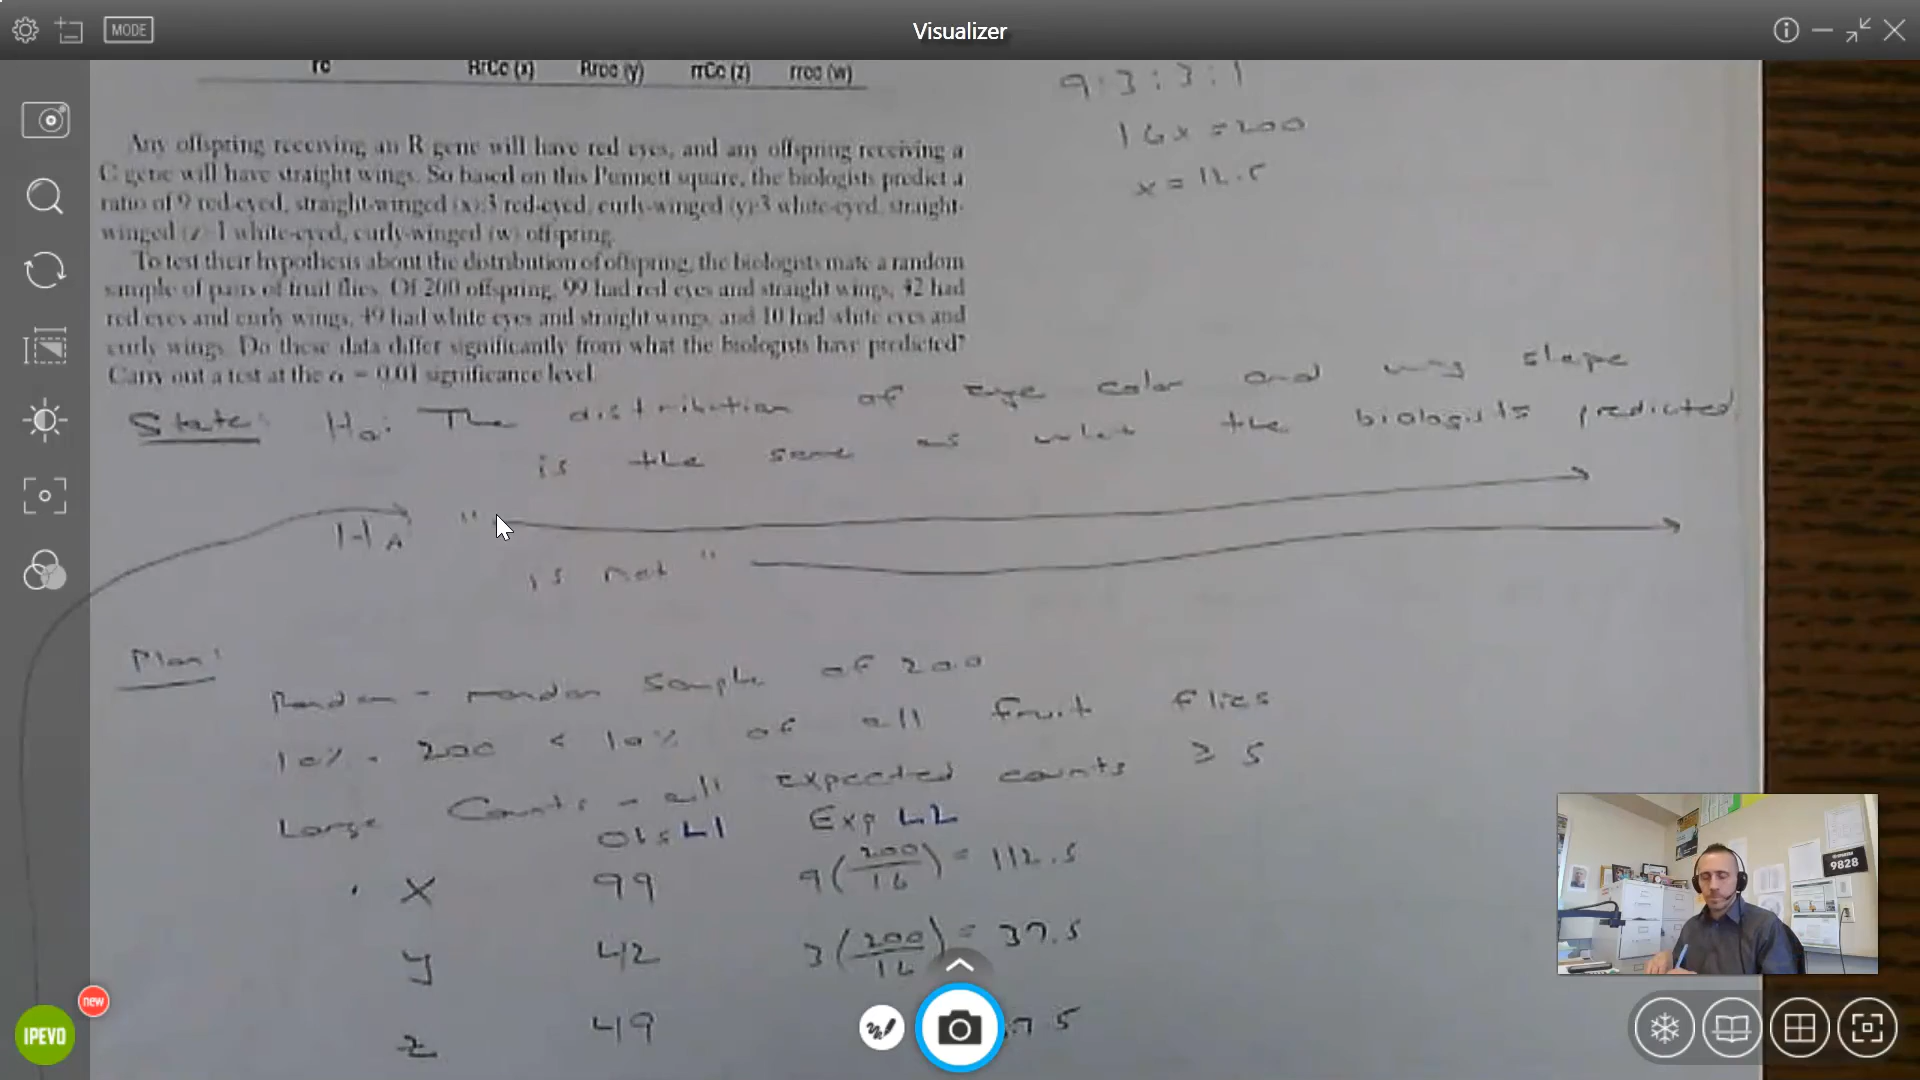 MODE
Visualizer
rc RrCc (x) Rrcc (y) rrCc (z) rrcc (w)
9 : 3 : 3 : 1
16x = 200
x = 12.5
Any offspring receiving an R gene will have red eyes, and any offspring receiving a
C gene will have straight wings. So based on this Punnett square, the biologists predict a
ratio of 9 red-eyed, straight-winged (x):3 red-eyed, curly-winged (y):3 white-eyed, straight-
winged (z):1 white-eyed, curly-winged (w) offspring.
To test their hypothesis about the distribution of offspring, the biologists mate a random
sample of pairs of fruit flies. Of 200 offspring, 99 had red eyes and straight wings, 42 had
red eyes and curly wings, 49 had white eyes and straight wings, and 10 had white eyes and
curly wings. Do these data differ significantly from what the biologists have predicted?
Carry out a test at the α = 0.01 significance level.
State: Ho: The distribution of eye color and wing shape
is the same as what the biologists predicted
HA "
is not "
Plan:
Random - random sample of 200
10% - 200 < 10% of all fruit flies
Large Counts - all expected counts ≥ 5
Obs L1 Exp L2
x 99 9(200/16) = 112.5
y 42 3(200/16) = 37.5
z 49 7.5
9828
new
IPEVO